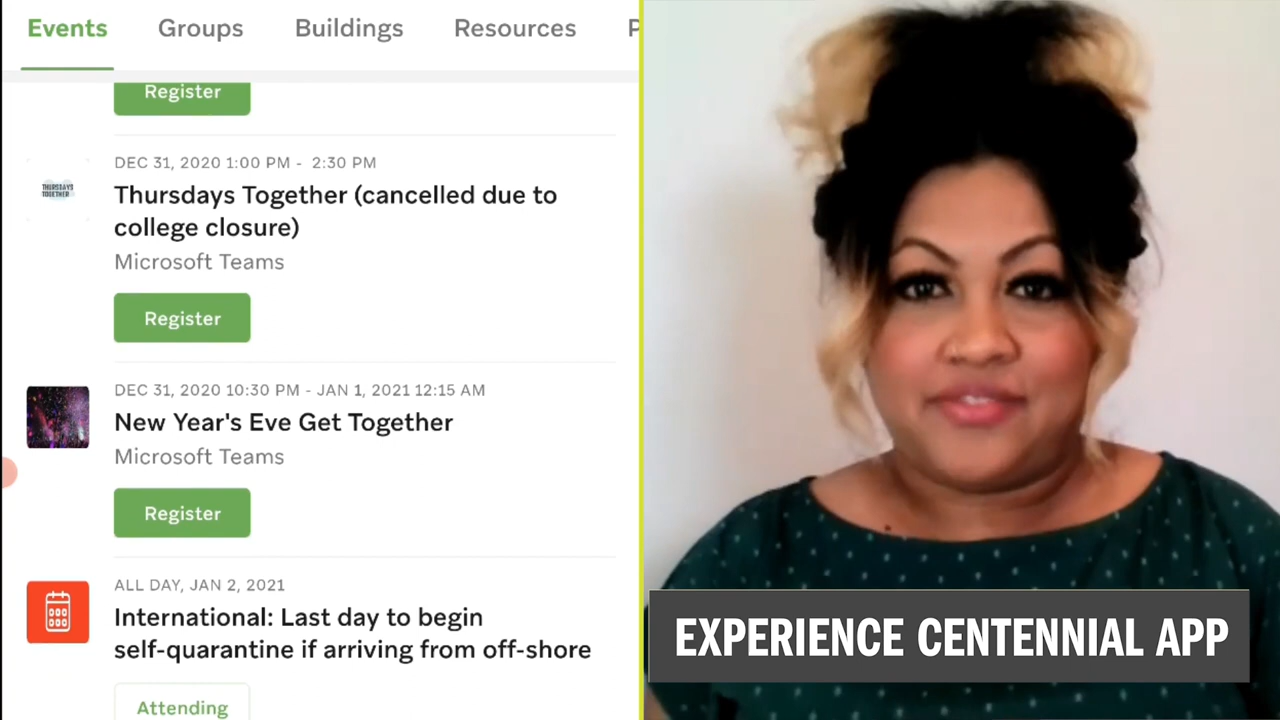 Events Groups Buildings Resources P
Register
DEC 31, 2020 1:00 PM - 2:30 PM
THURSDAYS
TOGETHER
Thursdays Together (cancelled due to
college closure)
Microsoft Teams
Register
DEC 31, 2020 10:30 PM - JAN 1, 2021 12:15 AM
New Year's Eve Get Together
Microsoft Teams
Register
ALL DAY, JAN 2, 2021
International: Last day to begin
self-quarantine if arriving from off-shore
Attending
EXPERIENCE CENTENNIAL APP